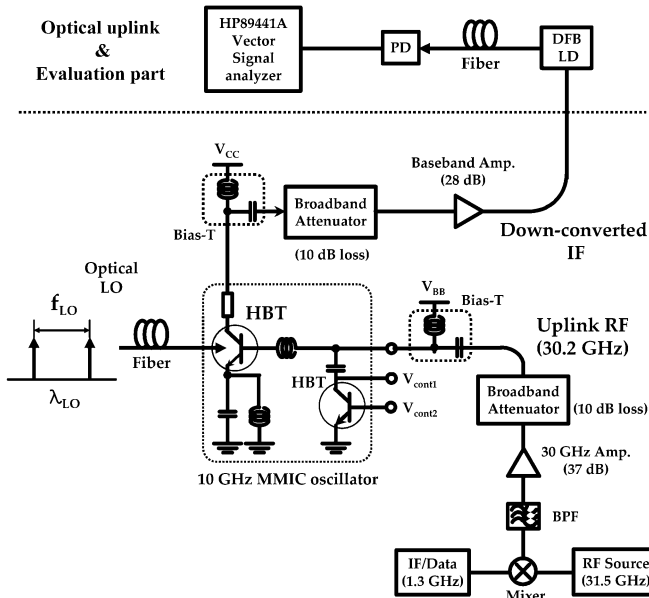 Optical uplink
&
Evaluation part
HP89441A
Vector
Signal
analyzer
PD
Fiber
DFB
LD
V_CC
Bias-T
Broadband
Attenuator
(10 dB loss)
Baseband Amp.
(28 dB)
Down-converted
IF
Optical
LO
f_LO
λ_LO
Fiber
HBT
HBT
V_cont1
V_cont2
10 GHz MMIC oscillator
V_BB
Bias-T
Uplink RF
(30.2 GHz)
Broadband
Attenuator
(10 dB loss)
30 GHz Amp.
(37 dB)
BPF
IF/Data
(1.3 GHz)
Mixer
RF Source
(31.5 GHz)